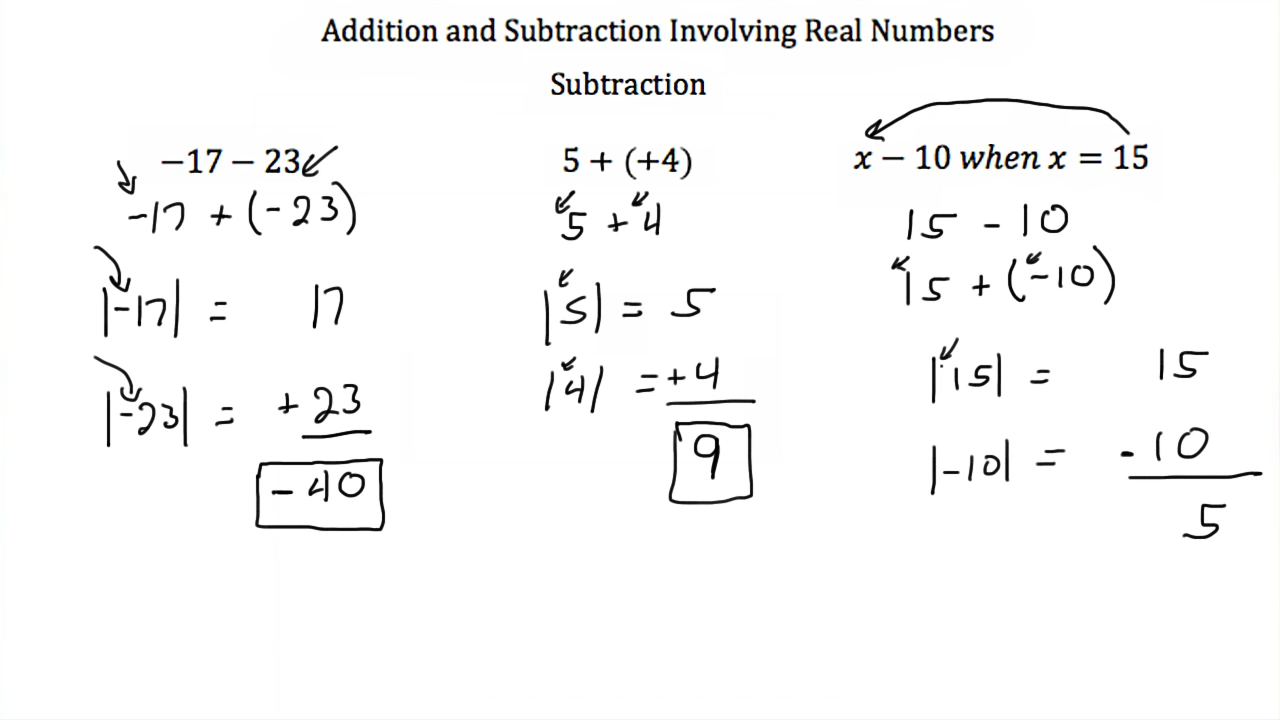 Addition and Subtraction Involving Real Numbers
Subtraction
−17 − 23
-17 + (-23)
|-17| = 17
|-23| = + 23
- 40
5 + (+4)
5 + 4
|5| = 5
|4| = + 4
9
x − 10 when x = 15
15 - 10
15 + (-10)
|15| = 15
|-10| = - 10
5